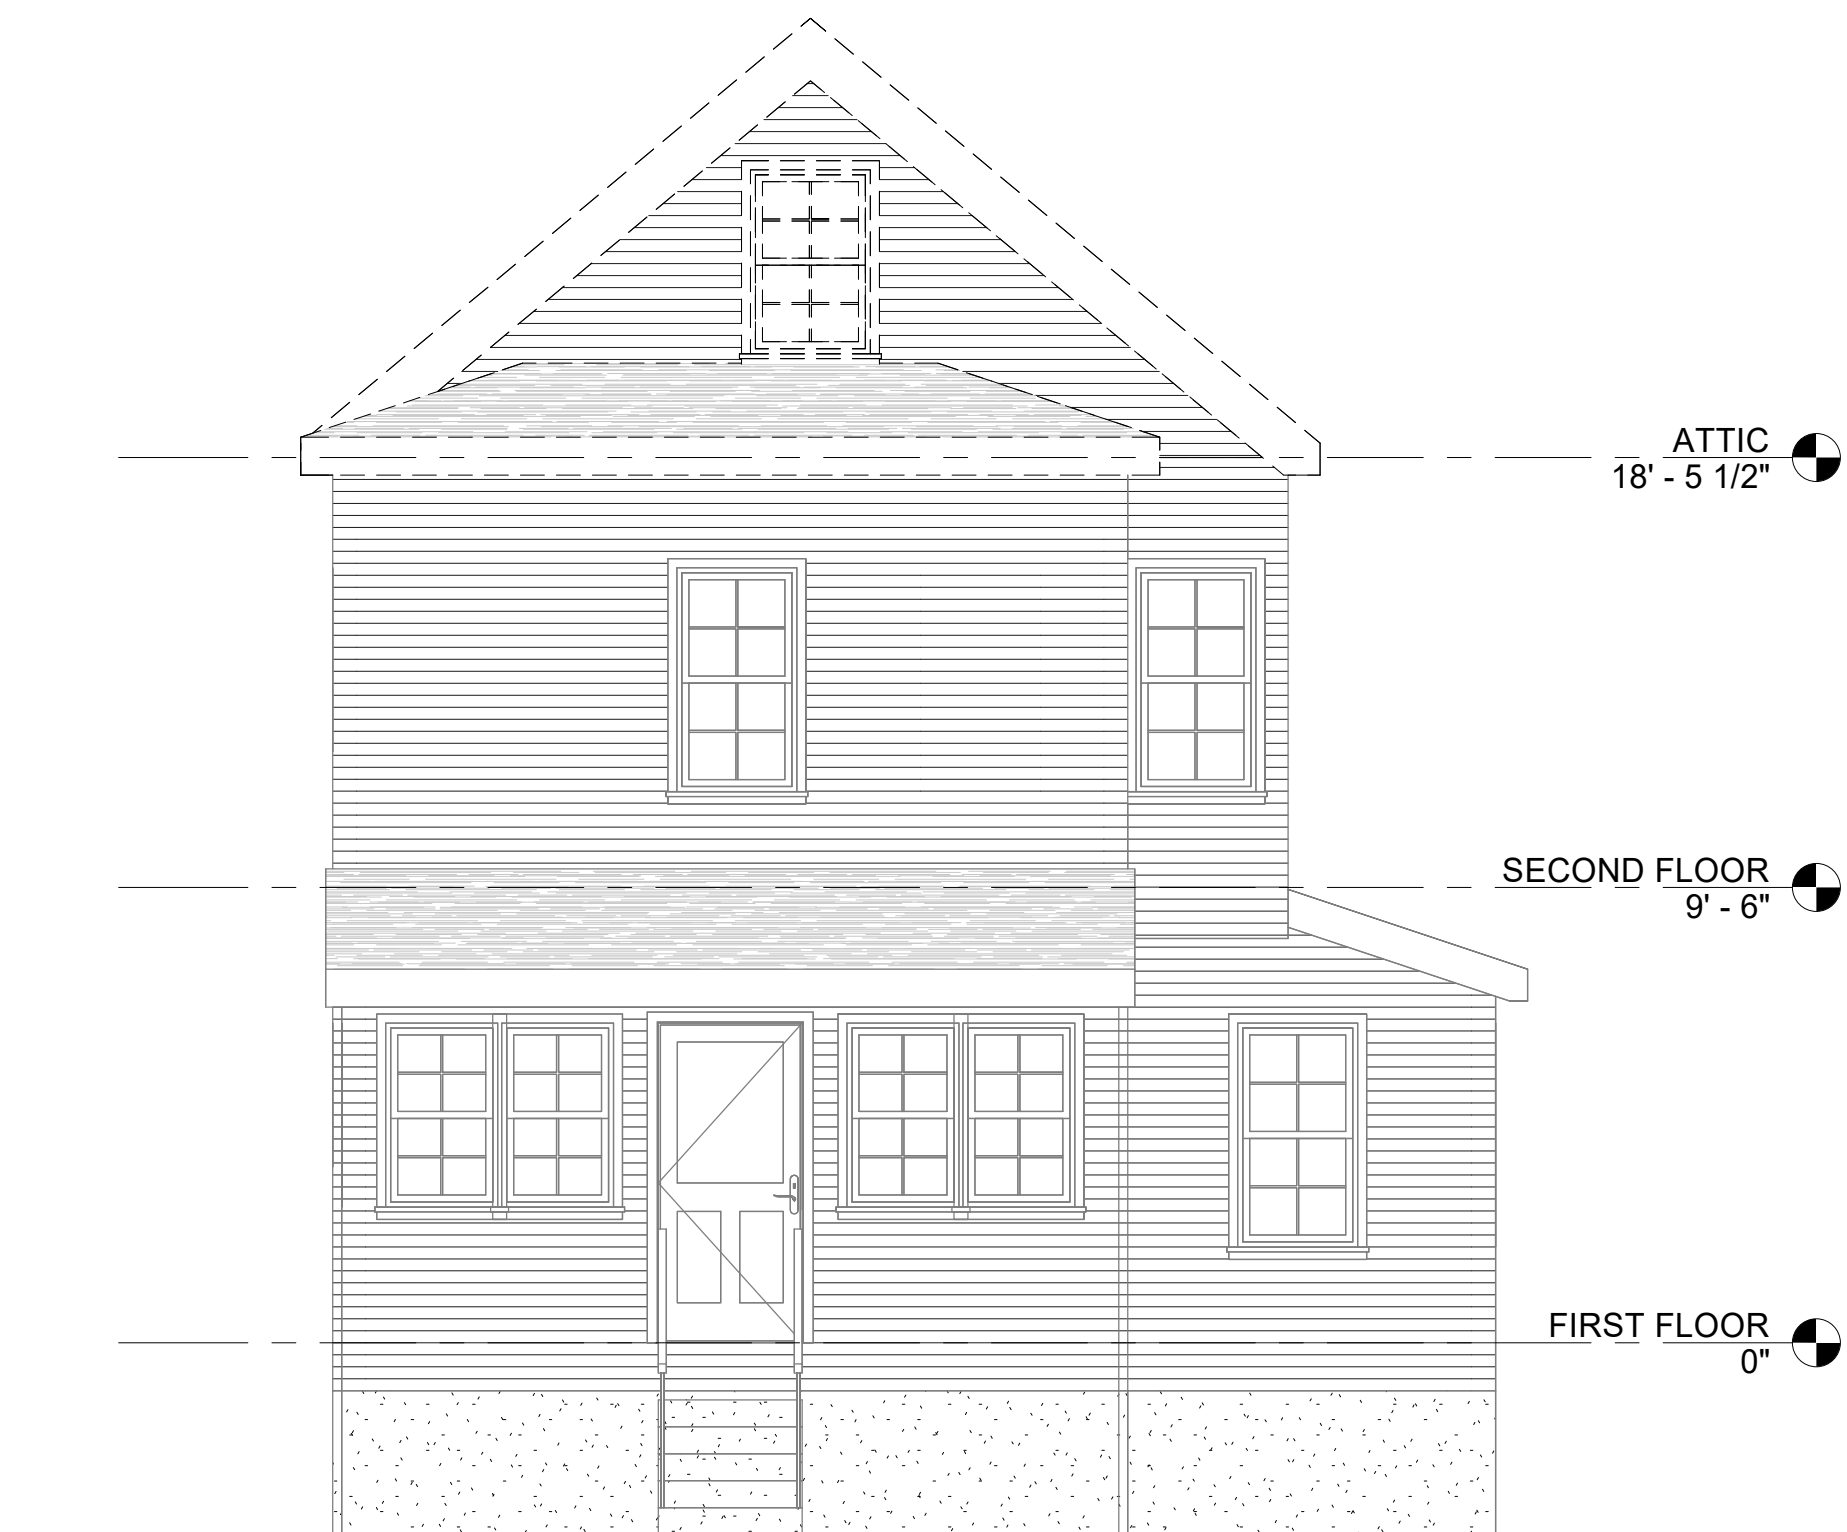 ATTIC
18' - 5 1/2"
SECOND FLOOR
9' - 6"
FIRST FLOOR
0"